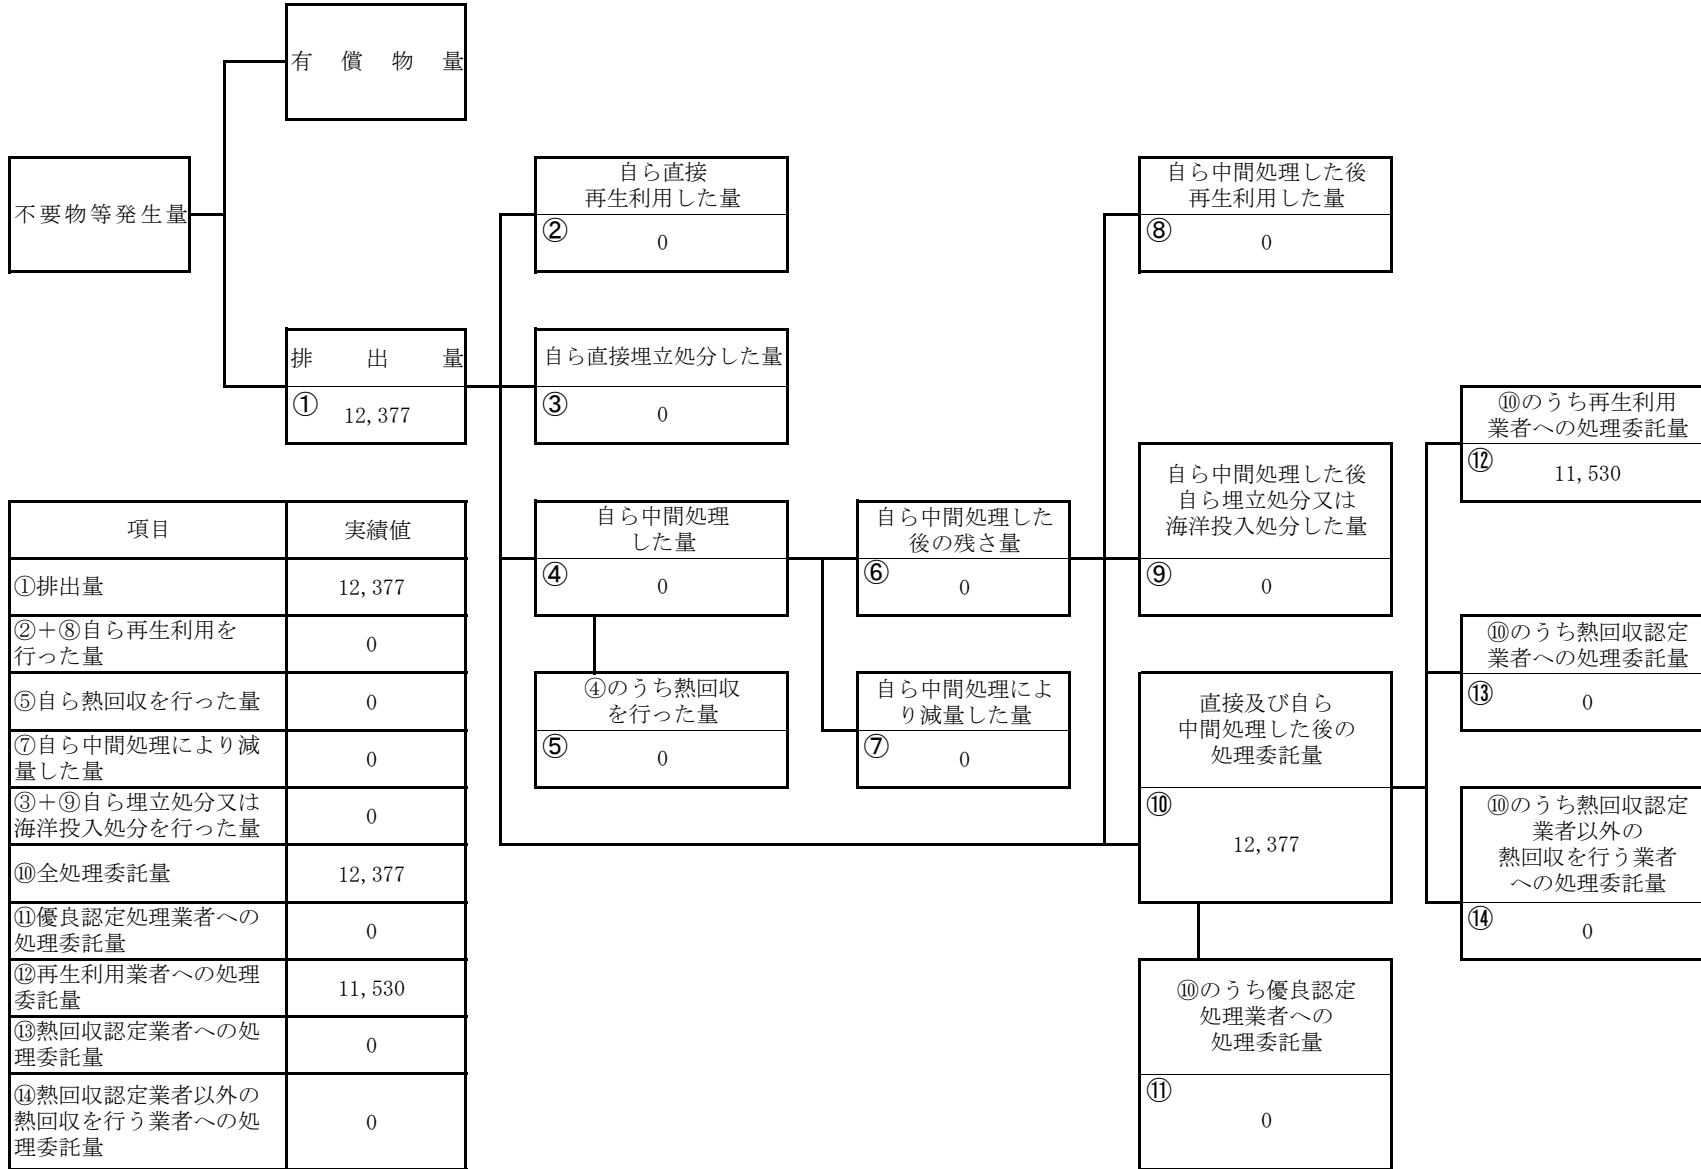 有償物量
不要物等発生量
排出量
① 12,377
自ら直接
再生利用した量
② 0
自ら直接埋立処分した量
③ 0
自ら中間処理
した量
④ 0
④のうち熱回収
を行った量
⑤ 0
自ら中間処理した
後の残さ量
⑥ 0
自ら中間処理によ
り減量した量
⑦ 0
自ら中間処理した後
再生利用した量
⑧ 0
自ら中間処理した後
自ら埋立処分又は
海洋投入処分した量
⑨ 0
直接及び自ら
中間処理した後の
処理委託量
⑩
12,377
⑩のうち優良認定
処理業者への
処理委託量
⑪
0
⑩のうち再生利用
業者への処理委託量
⑫ 11,530
⑩のうち熱回収認定
業者への処理委託量
⑬ 0
⑩のうち熱回収認定
業者以外の
熱回収を行う業者
への処理委託量
⑭ 0
項目 実績値
①排出量 12,377
②+⑧自ら再生利用を
行った量 0
⑤自ら熱回収を行った量 0
⑦自ら中間処理により減
量した量 0
③+⑨自ら埋立処分又は
海洋投入処分を行った量 0
⑩全処理委託量 12,377
⑪優良認定処理業者への
処理委託量 0
⑫再生利用業者への処理
委託量 11,530
⑬熱回収認定業者への処
理委託量 0
⑭熱回収認定業者以外の
熱回収を行う業者への処
理委託量 0